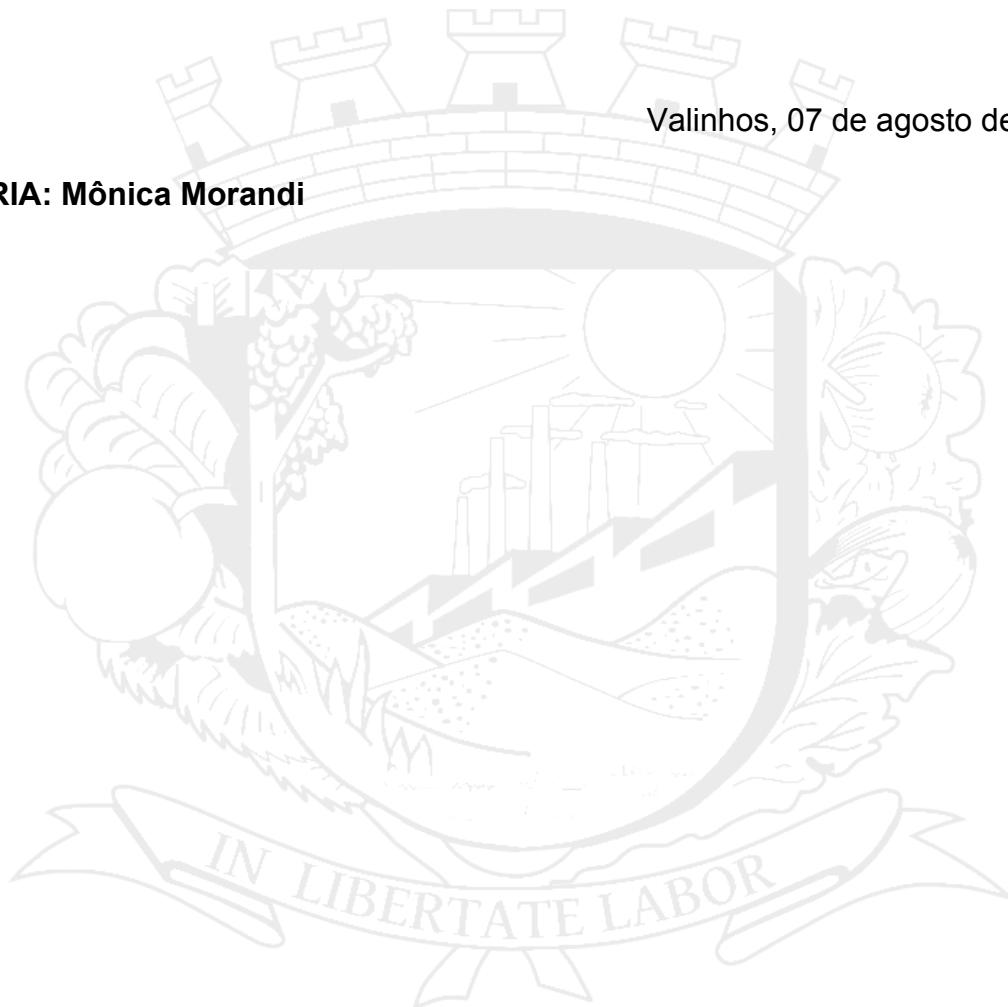 Valinhos, 07 de agosto de
RIA: Mônica Morandi
IN LIBERTATE LABOR